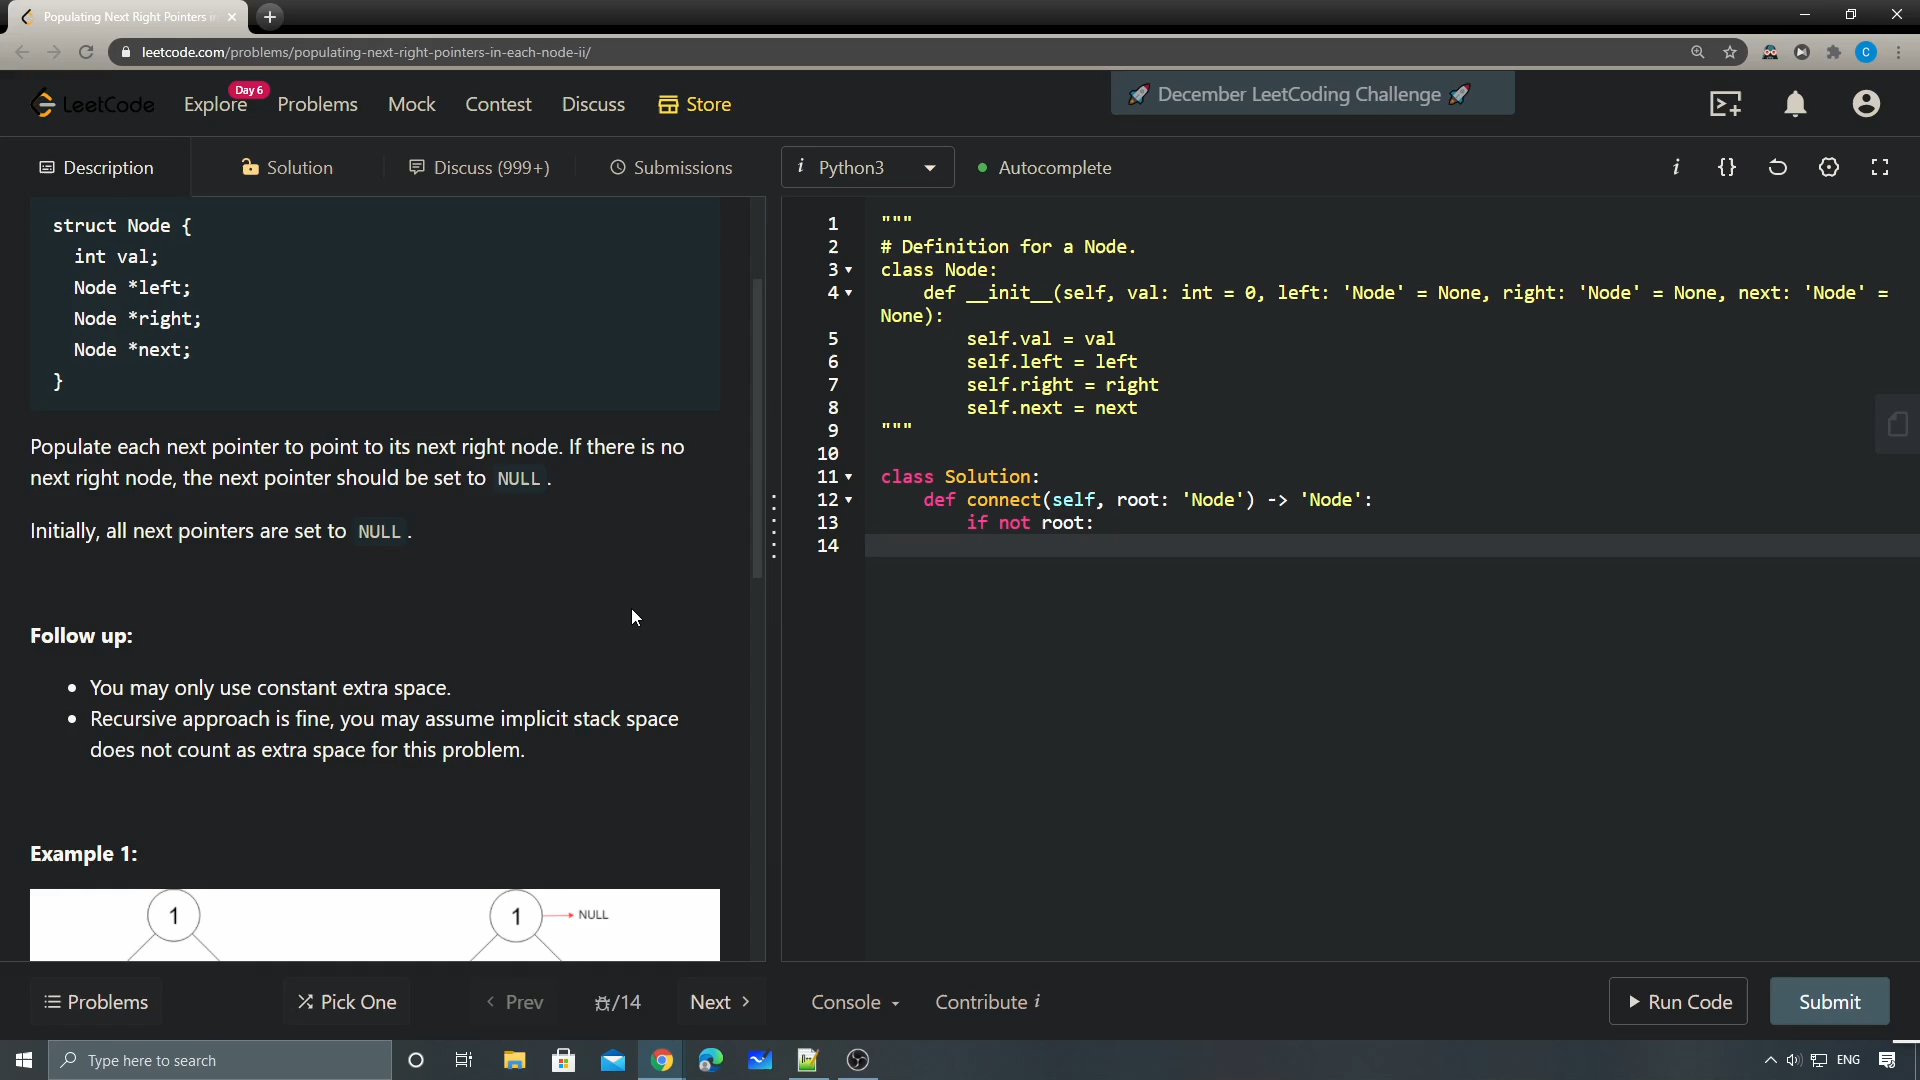 Populating Next Right Pointers in
leetcode.com/problems/populating-next-right-pointers-in-each-node-ii/
C
LeetCode
Explore
Day 6
Problems
Mock
Contest
Discuss
Store
🚀 December LeetCoding Challenge 🚀
Description
Solution
Discuss (999+)
Submissions
i Python3
Autocomplete
i
{}
struct Node {
  int val;
  Node *left;
  Node *right;
  Node *next;
}
Populate each next pointer to point to its next right node. If there is no
next right node, the next pointer should be set to NULL.
Initially, all next pointers are set to NULL.
Follow up:
• You may only use constant extra space.
• Recursive approach is fine, you may assume implicit stack space
does not count as extra space for this problem.
Example 1:
1
1
NULL
1 """
2 # Definition for a Node.
3 class Node:
4     def __init__(self, val: int = 0, left: 'Node' = None, right: 'Node' = None, next: 'Node' =
None):
5         self.val = val
6         self.left = left
7         self.right = right
8         self.next = next
9 """
10
11 class Solution:
12     def connect(self, root: 'Node') -> 'Node':
13         if not root:
14
Problems
Pick One
Prev
/14
Next
Console
Contribute i
Run Code
Submit
Type here to search
ENG